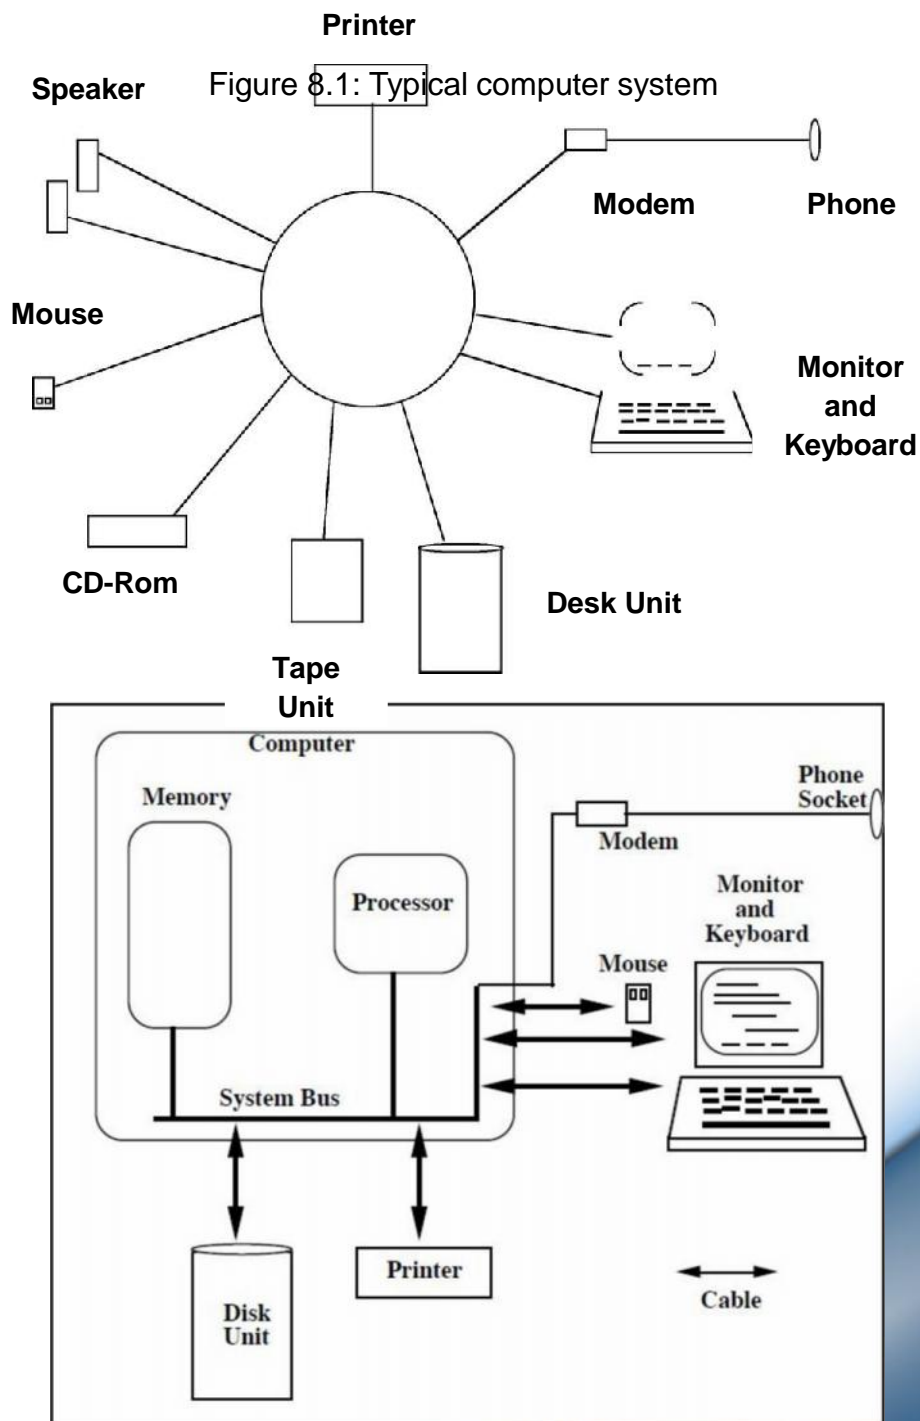 Printer
Figure 8.1: Typical computer system
Speaker
Modem
Phone
Mouse
Monitor
and
Keyboard
CD-Rom
Desk Unit
Tape
Unit
Computer
Memory
Phone
Socket
Modem
Processor
Monitor
and
Keyboard
Mouse
System Bus
Printer
Disk
Unit
Cable